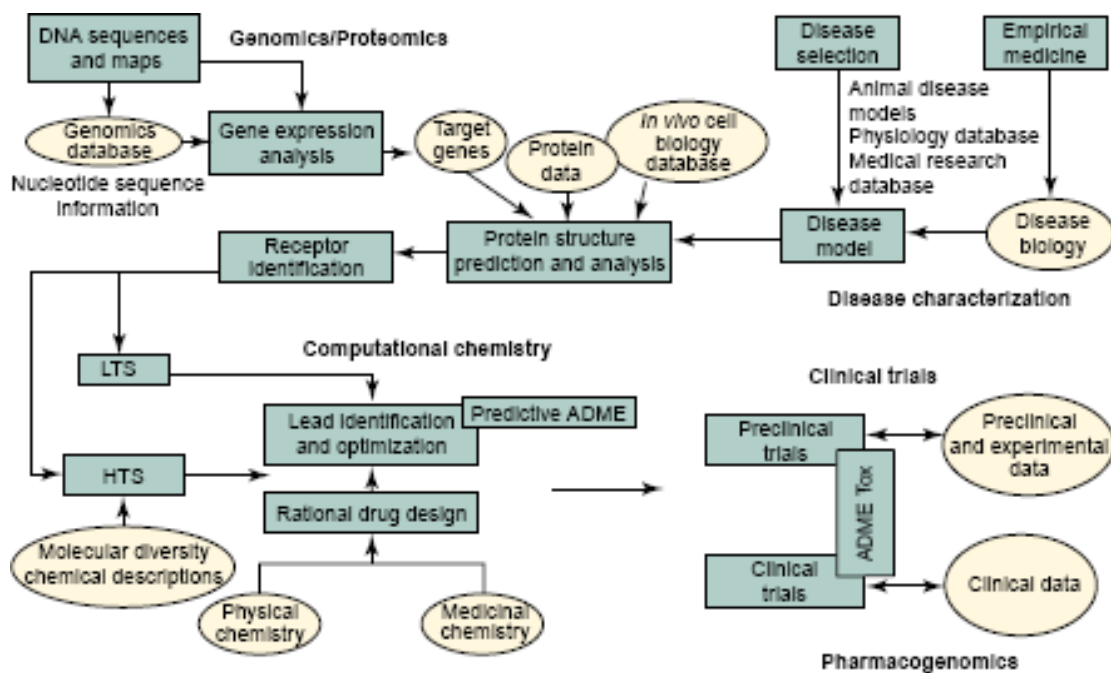 DNA sequences
and maps
Genomics/Proteomics
Disease
selection
Empirical
medicine
Genomics
database
Gene expression
analysis
Target
genes
Protein
data
In vivo cell
biology
database
Animal disease
models
Physiology database
Medical research
database
Nucleotide sequence
information
Receptor
identification
Protein structure
prediction and analysis
Disease
model
Disease
biology
Disease characterization
LTS
Computational chemistry
Clinical trials
Lead identification
and optimization
Predictive ADME
Preclinical
trials
Preclinical
and experimental
data
HTS
Rational drug design
ADME Tox
Molecular diversity
chemical descriptions
Clinical
trials
Clinical data
Physical
chemistry
Medicinal
chemistry
Pharmacogenomics